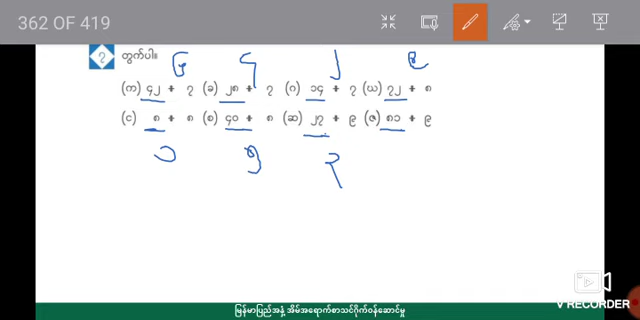 362 OF 419
၇ တွက်ပါ။
၆ ၄ ၂ ၉
(က) ၄၂ ÷ ၇ (ခ) ၂၈ ÷ ၇ (ဂ) ၁၄ ÷ ၇ (ဃ) ၇၂ ÷ ၈
(င) ၈ ÷ ၈ (စ) ၄၀ ÷ ၈ (ဆ) ၂၇ ÷ ၉ (ဇ) ၈၁ ÷ ၉
၁ ၅ ၃
V RECORDER
မြန်မာပြည်အနှံ့ အိမ်အရောက်စာသင်ဂိုက်ဝန်ဆောင်မှု